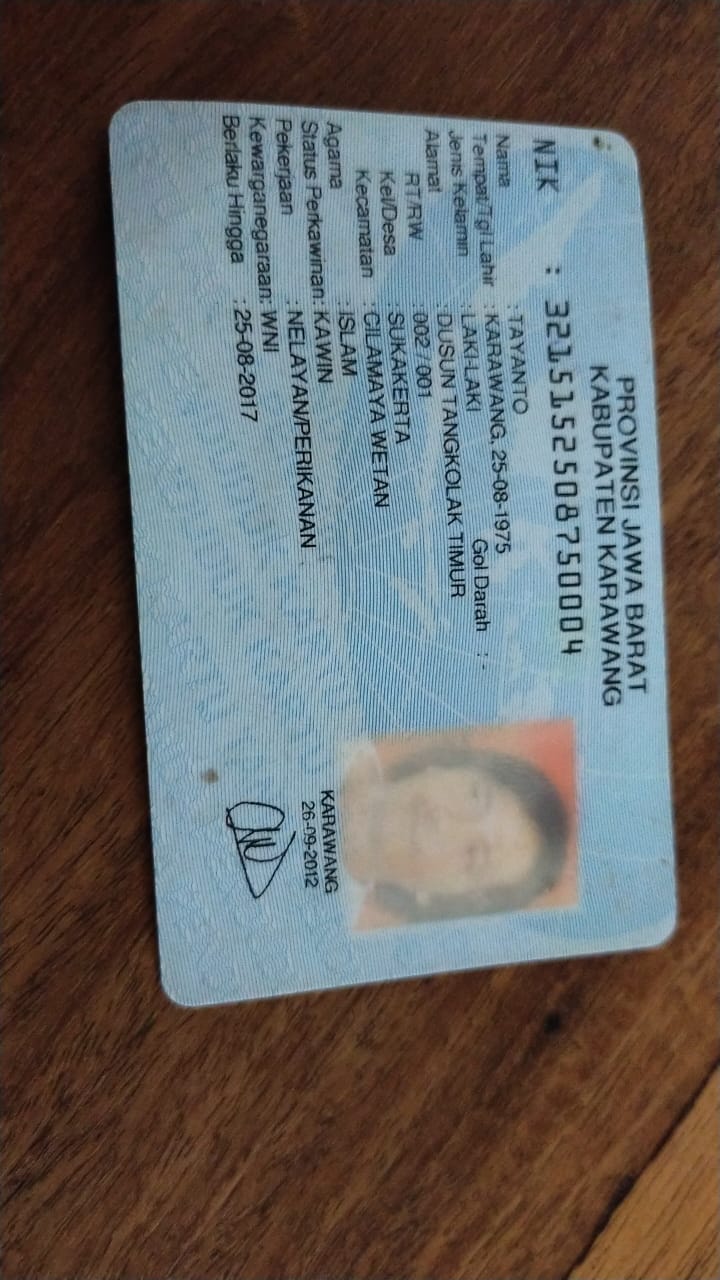 PROVINSI JAWA BARAT
KABUPATEN KARAWANG
NIK : 3215152508750004
Nama : TAYANTO
Tempat/Tgl Lahir : KARAWANG, 25-08-1975
Jenis Kelamin : LAKI-LAKI Gol Darah : -
Alamat : DUSUN TANGKOLAK TIMUR
RT/RW : 002 / 001
Kel/Desa : SUKAKERTA
Kecamatan : CILAMAYA WETAN
Agama : ISLAM
Status Perkawinan: KAWIN
Pekerjaan : NELAYAN/PERIKANAN
Kewarganegaraan: WNI
Berlaku Hingga : 25-08-2017
KARAWANG
26-09-2012